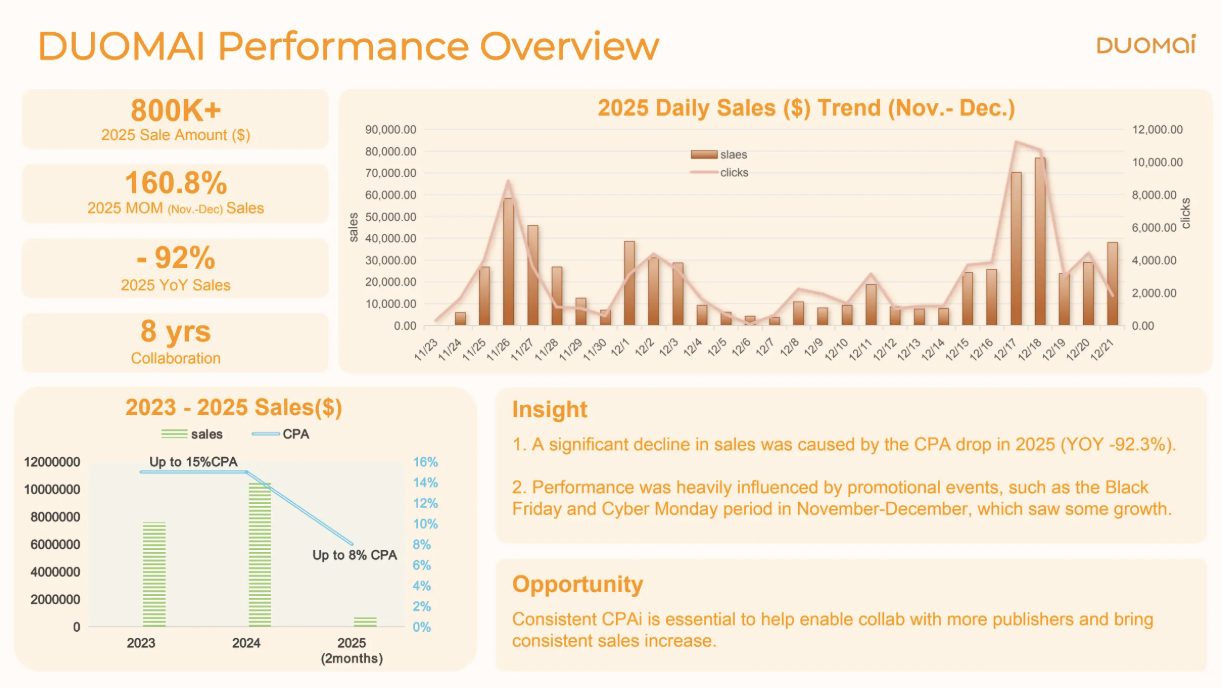 DUOMAI Performance Overview
DUOMAI
800K+
2025 Sale Amount ($)
160.8%
2025 MOM (Nov.-Dec) Sales
- 92%
2025 YoY Sales
8 yrs
Collaboration
2025 Daily Sales ($) Trend (Nov.- Dec.)
90,000.00
80,000.00
70,000.00
60,000.00
50,000.00
40,000.00
30,000.00
20,000.00
10,000.00
0.00
sales
slaes
clicks
12,000.00
10,000.00
8,000.00
6,000.00
4,000.00
2,000.00
0.00
clicks
11/23 11/24 11/25 11/26 11/27 11/28 11/29 11/30 12/1 12/2 12/3 12/4 12/5 12/6 12/7 12/8 12/9 12/10 12/11 12/12 12/13 12/14 12/15 12/16 12/17 12/18 12/19 12/20 12/21
2023 - 2025 Sales($)
sales CPA
12000000
10000000
8000000
6000000
4000000
2000000
0
Up to 15%CPA
Up to 8% CPA
16%
14%
12%
10%
8%
6%
4%
2%
0%
2023 2024 2025
(2months)
Insight
1. A significant decline in sales was caused by the CPA drop in 2025 (YOY -92.3%).
2. Performance was heavily influenced by promotional events, such as the Black
Friday and Cyber Monday period in November-December, which saw some growth.
Opportunity
Consistent CPAi is essential to help enable collab with more publishers and bring
consistent sales increase.